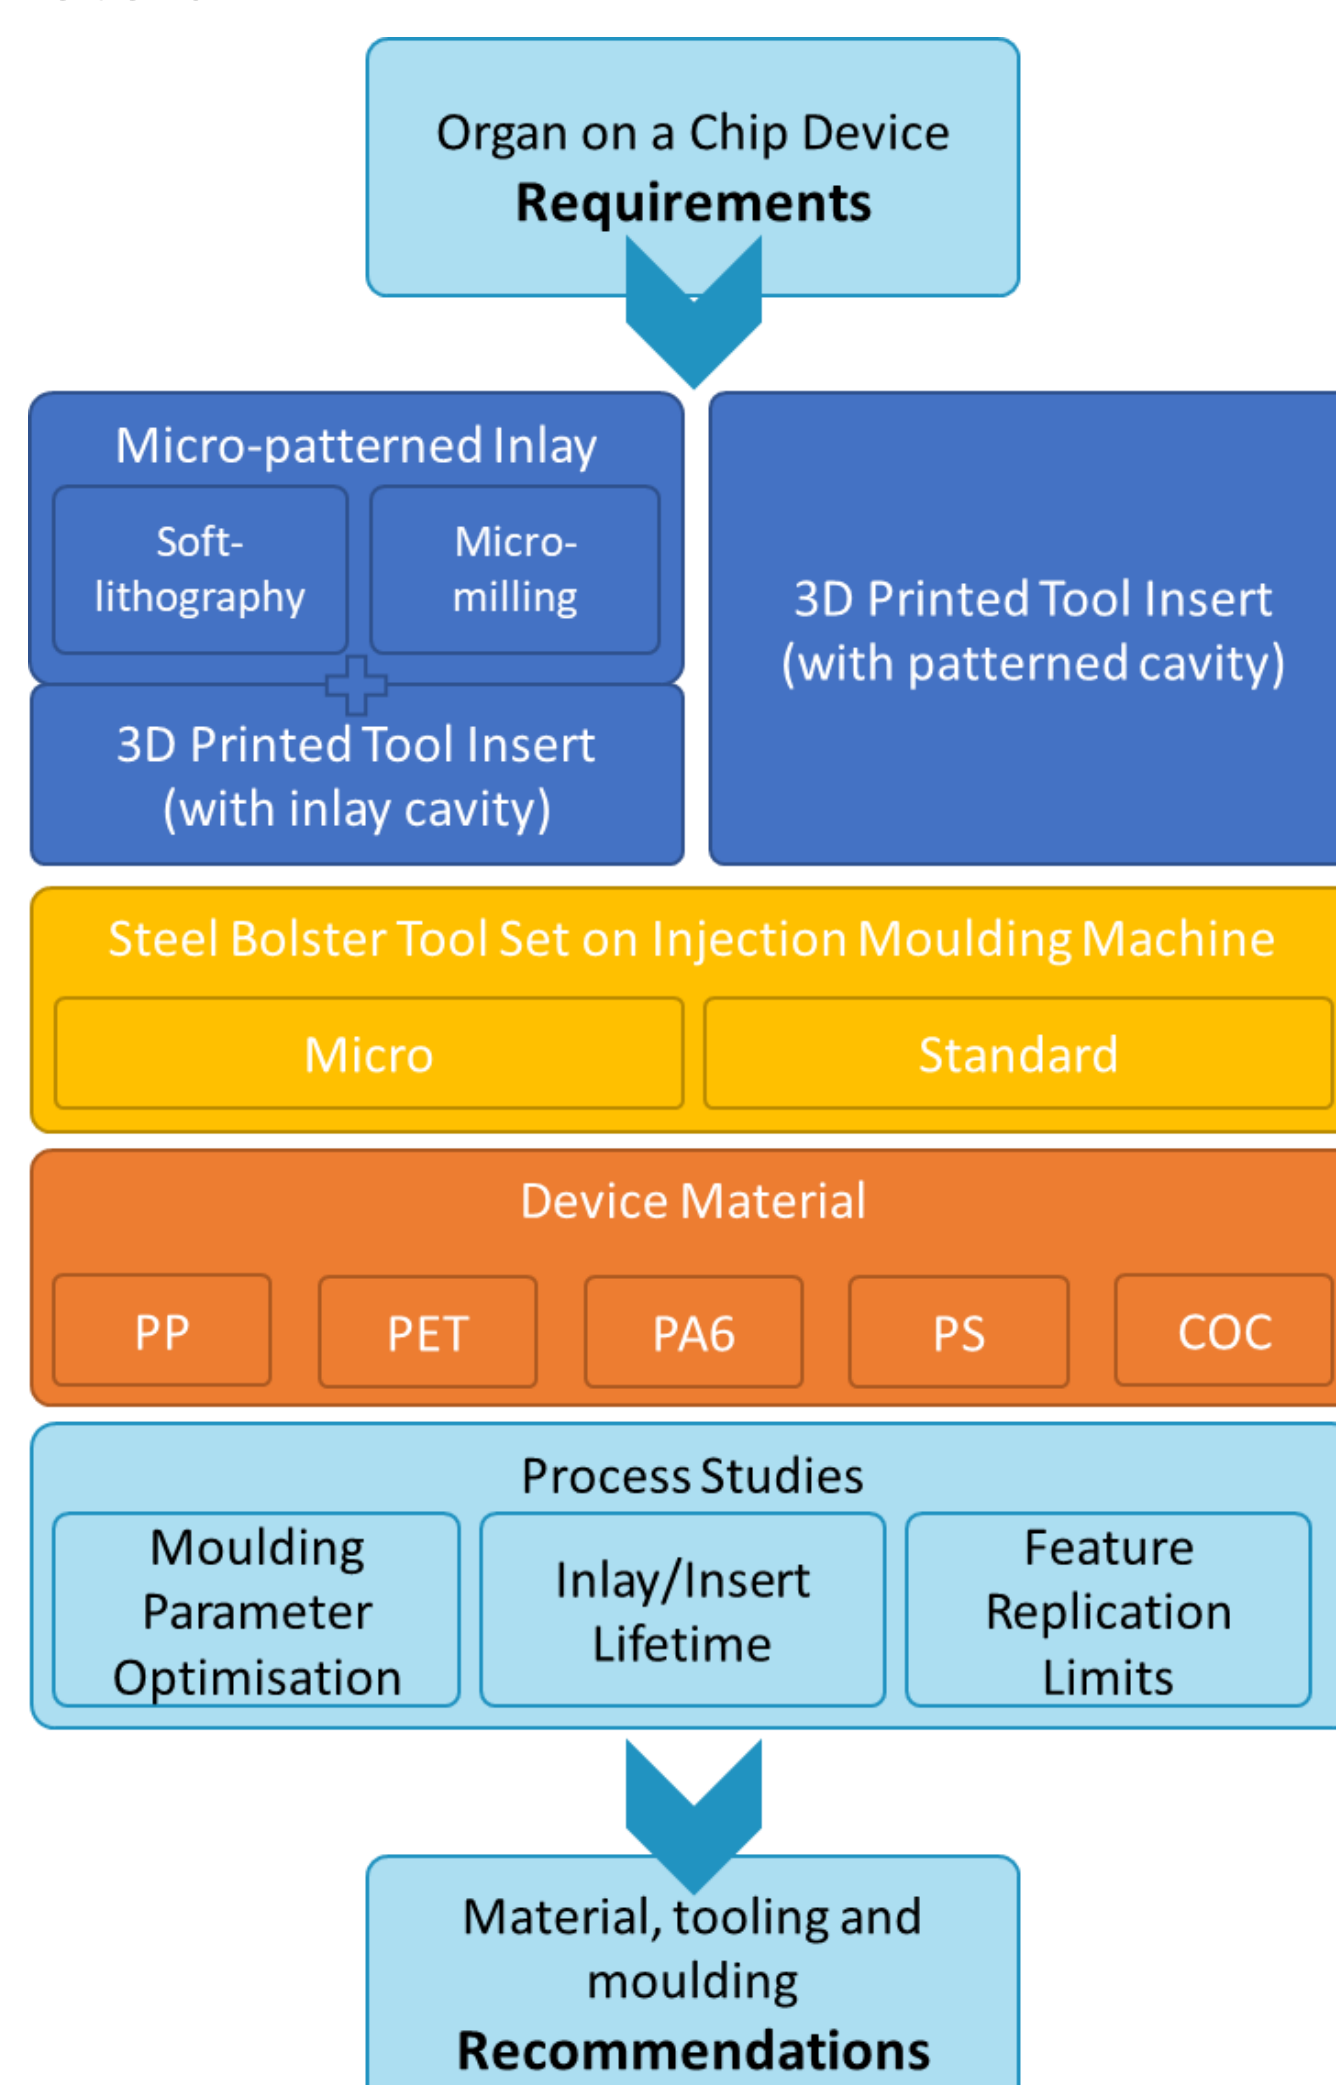 Organ on a Chip Device
Requirements
Micro-patterned Inlay
Soft-
lithography
Micro-
milling
3D Printed Tool Insert
(with inlay cavity)
3D Printed Tool Insert
(with patterned cavity)
Steel Bolster Tool Set on Injection Moulding Machine
Micro
Standard
Device Material
PP
PET
PA6
PS
COC
Process Studies
Moulding
Parameter
Optimisation
Inlay/Insert
Lifetime
Feature
Replication
Limits
Material, tooling and
moulding
Recommendations